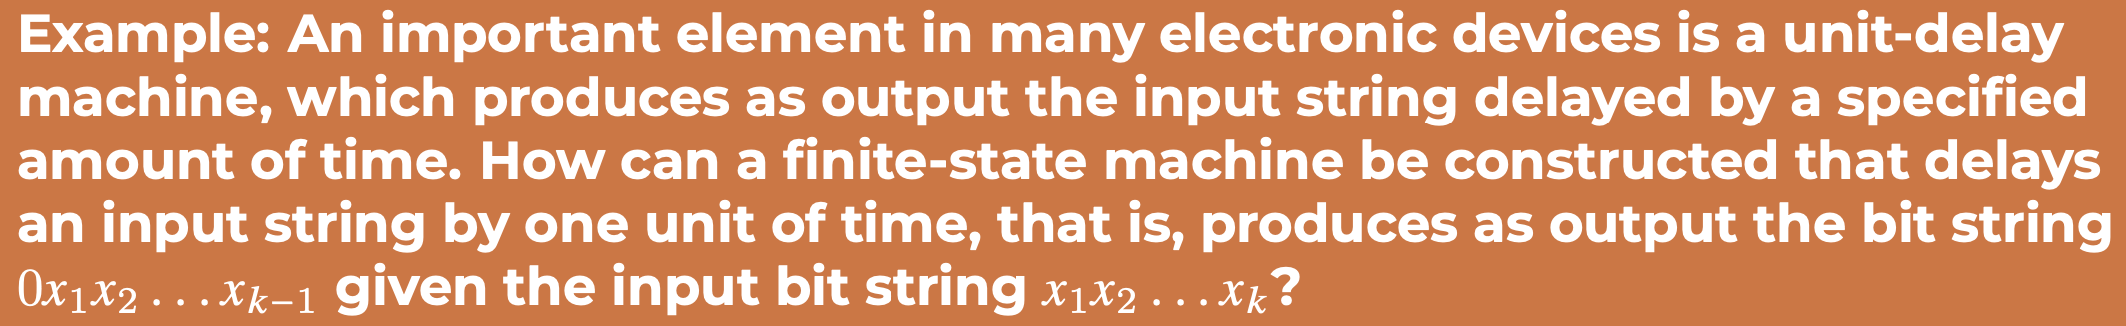 Example: An important element in many electronic devices is a unit-delay
machine, which produces as output the input string delayed by a specified
amount of time. How can a finite-state machine be constructed that delays
an input string by one unit of time, that is, produces as output the bit string
0x₁x₂ . . . xₖ₋₁ given the input bit string x₁x₂ . . . xₖ?